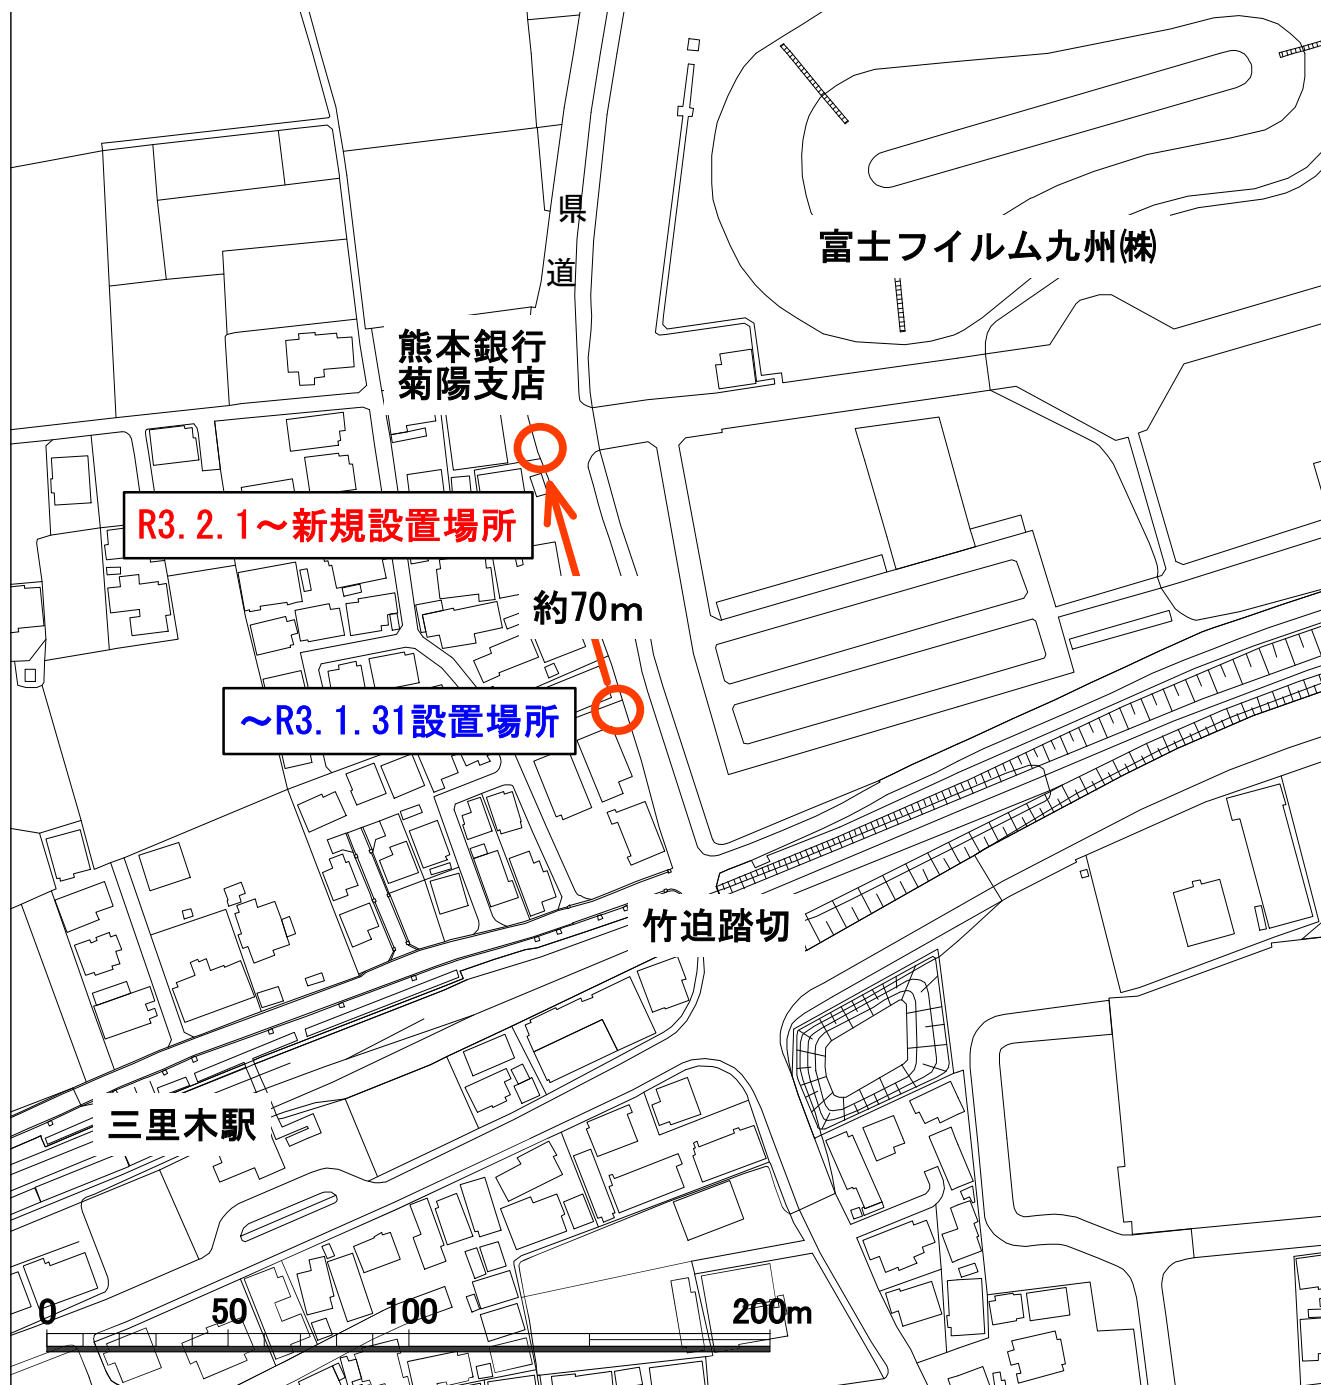 県
道
富士フイルム九州㈱
熊本銀行
菊陽支店
R3.2.1～新規設置場所
約70m
～R3.1.31設置場所
竹迫踏切
三里木駅
0 50 100 200m